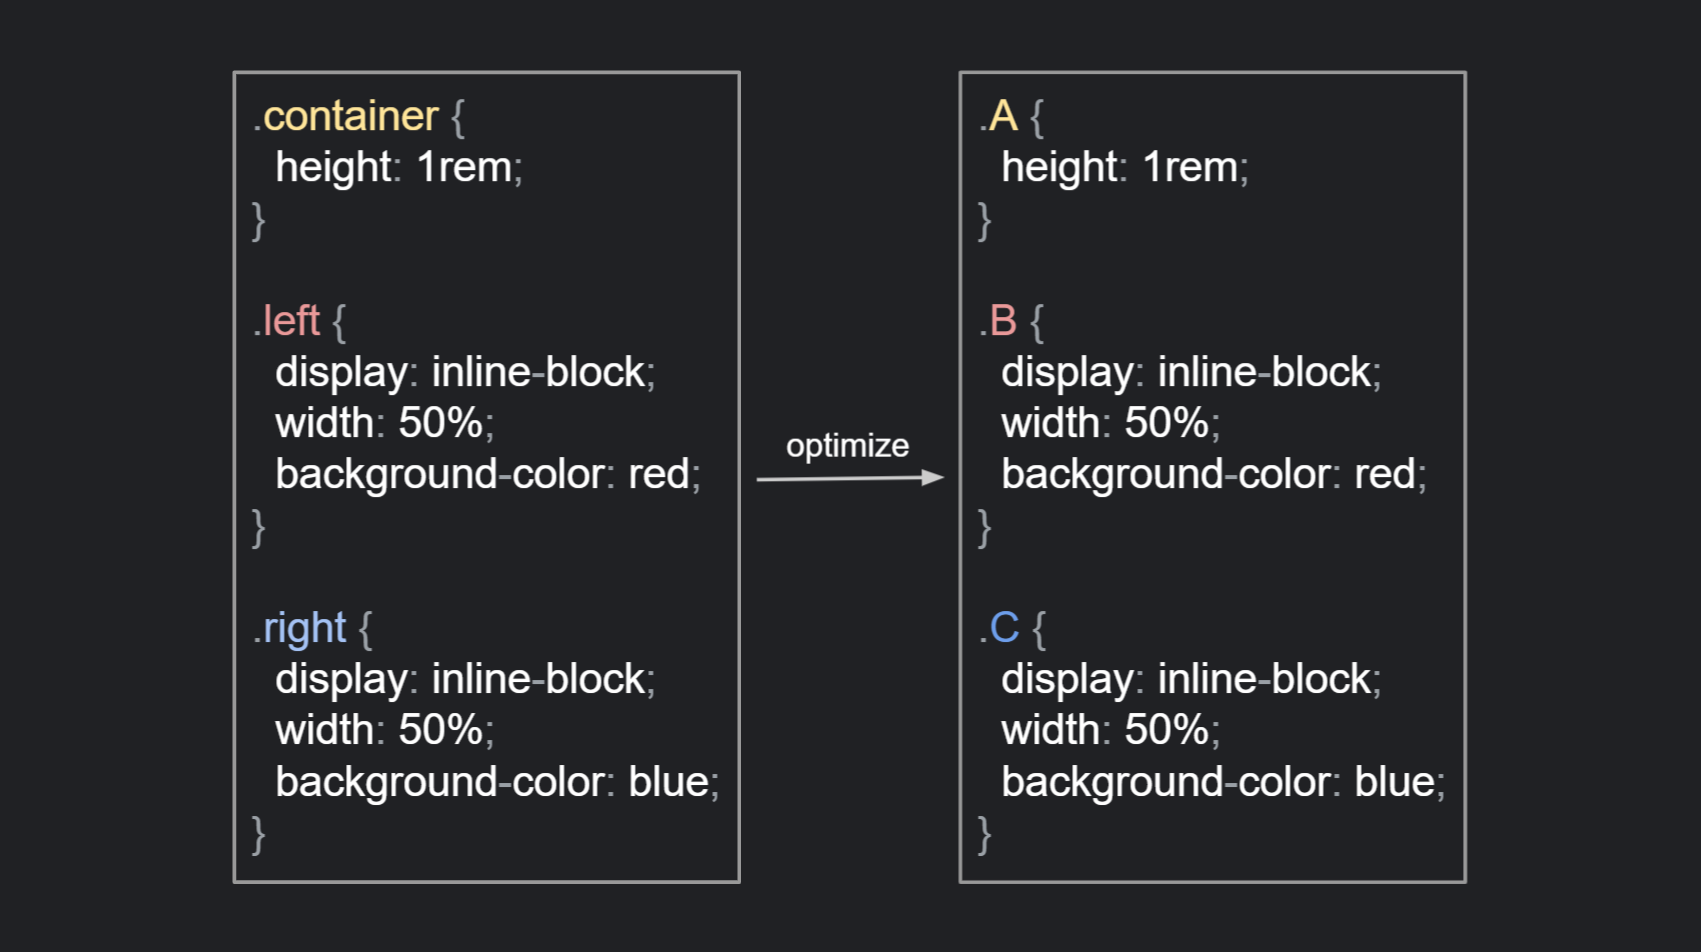 .container {
height: 1rem;
}
.left {
display: inline-block;
width: 50%;
background-color: red;
}
.right {
display: inline-block;
width: 50%;
background-color: blue;
}
optimize
.A {
height: 1rem;
}
.B {
display: inline-block;
width: 50%;
background-color: red;
}
.C {
display: inline-block;
width: 50%;
background-color: blue;
}